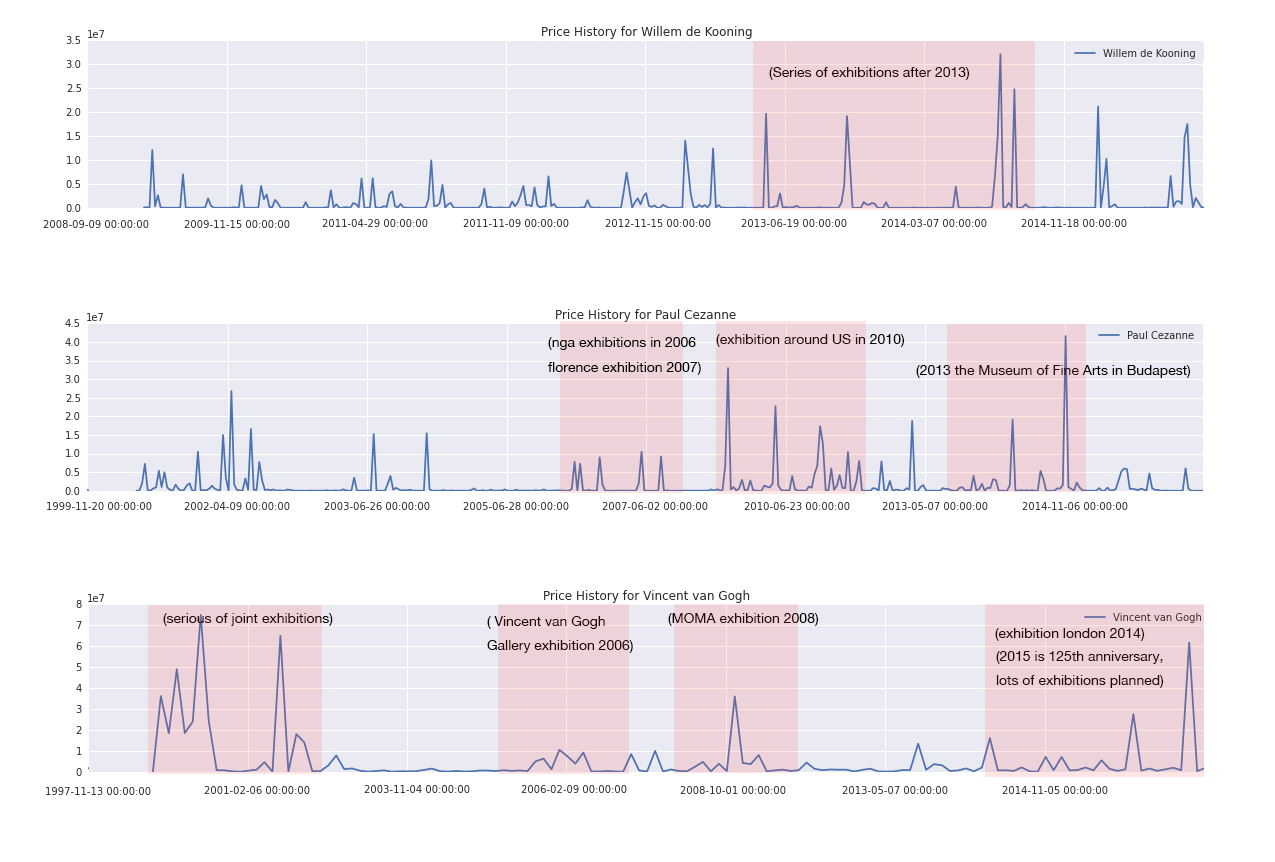 Price History for Willem de Kooning
1e7
3.5
Willem de Kooning
(Series of exhibitions after 2013)
3.0
2.5
2.0
1.5
1.0
0.5
0.0
2008-09-09 00:00:00 2009-11-15 00:00:00 2011-04-29 00:00:00 2011-11-09 00:00:00 2012-11-15 00:00:00 2013-06-19 00:00:00 2014-03-07 00:00:00 2014-11-18 00:00:00
Price History for Paul Cezanne
1e7
4.5
Paul Cezanne
(nga exhibitions in 2006
florence exhibition 2007)
(exhibition around US in 2010)
(2013 the Museum of Fine Arts in Budapest)
4.0
3.5
3.0
2.5
2.0
1.5
1.0
0.5
0.0
1999-11-20 00:00:00 2002-04-09 00:00:00 2003-06-26 00:00:00 2005-06-28 00:00:00 2007-06-02 00:00:00 2010-06-23 00:00:00 2013-05-07 00:00:00 2014-11-06 00:00:00
Price History for Vincent van Gogh
1e7
8
Vincent van Gogh
(serious of joint exhibitions)
( Vincent van Gogh
Gallery exhibition 2006)
(MOMA exhibition 2008)
(exhibition london 2014)
(2015 is 125th anniversary,
lots of exhibitions planned)
7
6
5
4
3
2
1
0
1997-11-13 00:00:00 2001-02-06 00:00:00 2003-11-04 00:00:00 2006-02-09 00:00:00 2008-10-01 00:00:00 2013-05-07 00:00:00 2014-11-05 00:00:00